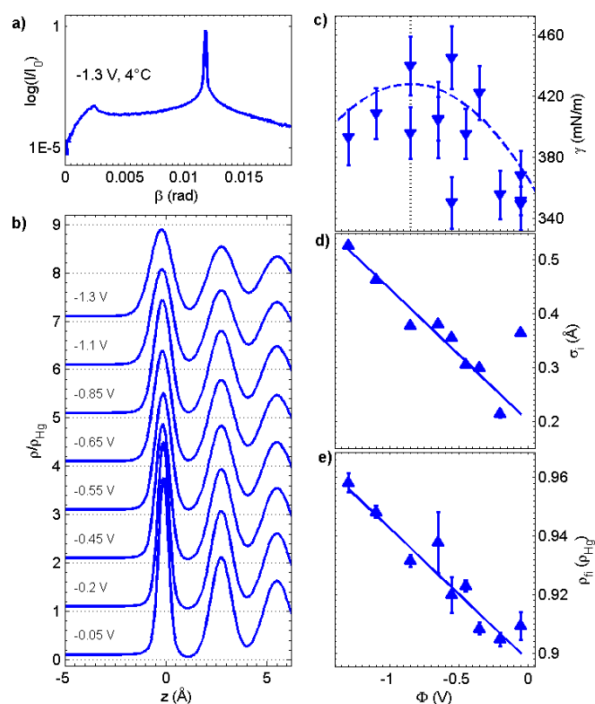 a)
1
log(I/I0)
-1.3 V, 4°C
1E-5
0
0.005
0.01
0.015
β (rad)
b)
9
8
7
6
5
4
3
2
1
0
ρ/ρHg
-1.3 V
-1.1 V
-0.85 V
-0.65 V
-0.55 V
-0.45 V
-0.2 V
-0.05 V
-5
0
5
z (Å)
c)
460
420
380
340
γ (mN/m)
d)
0.5
0.4
0.3
0.2
σi (Å)
e)
0.96
0.94
0.92
0.9
ρfi (ρHg)
-1
-0.5
0
Φ (V)